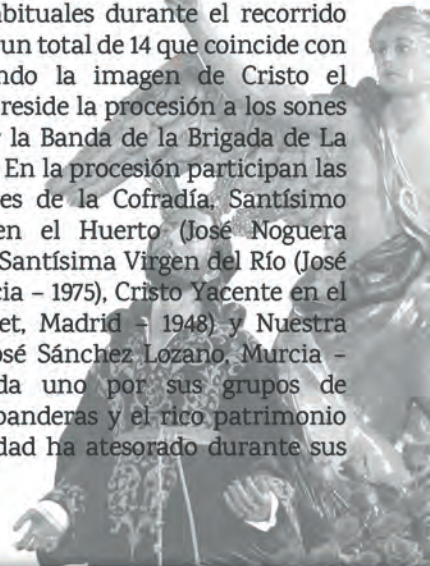 abituales durante el recorrido
un total de 14 que coincide con
ndo la imagen de Cristo el
reside la procesión a los sones
la Banda de la Brigada de La
En la procesión participan las
es de la Cofradía, Santísimo
en el Huerto (José Noguera
Santísima Virgen del Río (José
cia – 1975), Cristo Yacente en el
et, Madrid – 1948) y Nuestra
osé Sánchez Lozano, Murcia –
da uno por sus grupos de
banderas y el rico patrimonio
dad ha atesorado durante sus